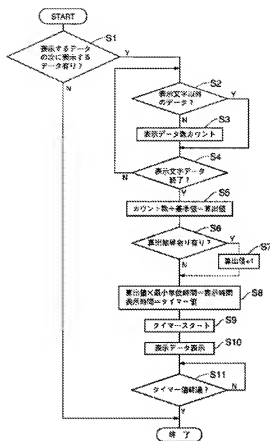 START
S1
表示するデータ
の次に表示する
データ有り?
Y
N
S2
表示文字以外
のデータ?
Y
N
S3
表示データ数カウント
S4
表示文字データ
終了?
N
Y
S5
カウント数÷基準値=算出値
S6
算出値端余り有り?
Y
N
S7
算出値+1
算出値×最小単位時間=表示時間
表示時間=タイマー値
S8
タイマースタート
S9
表示データ表示
S10
S11
タイマー値経過?
N
Y
終了